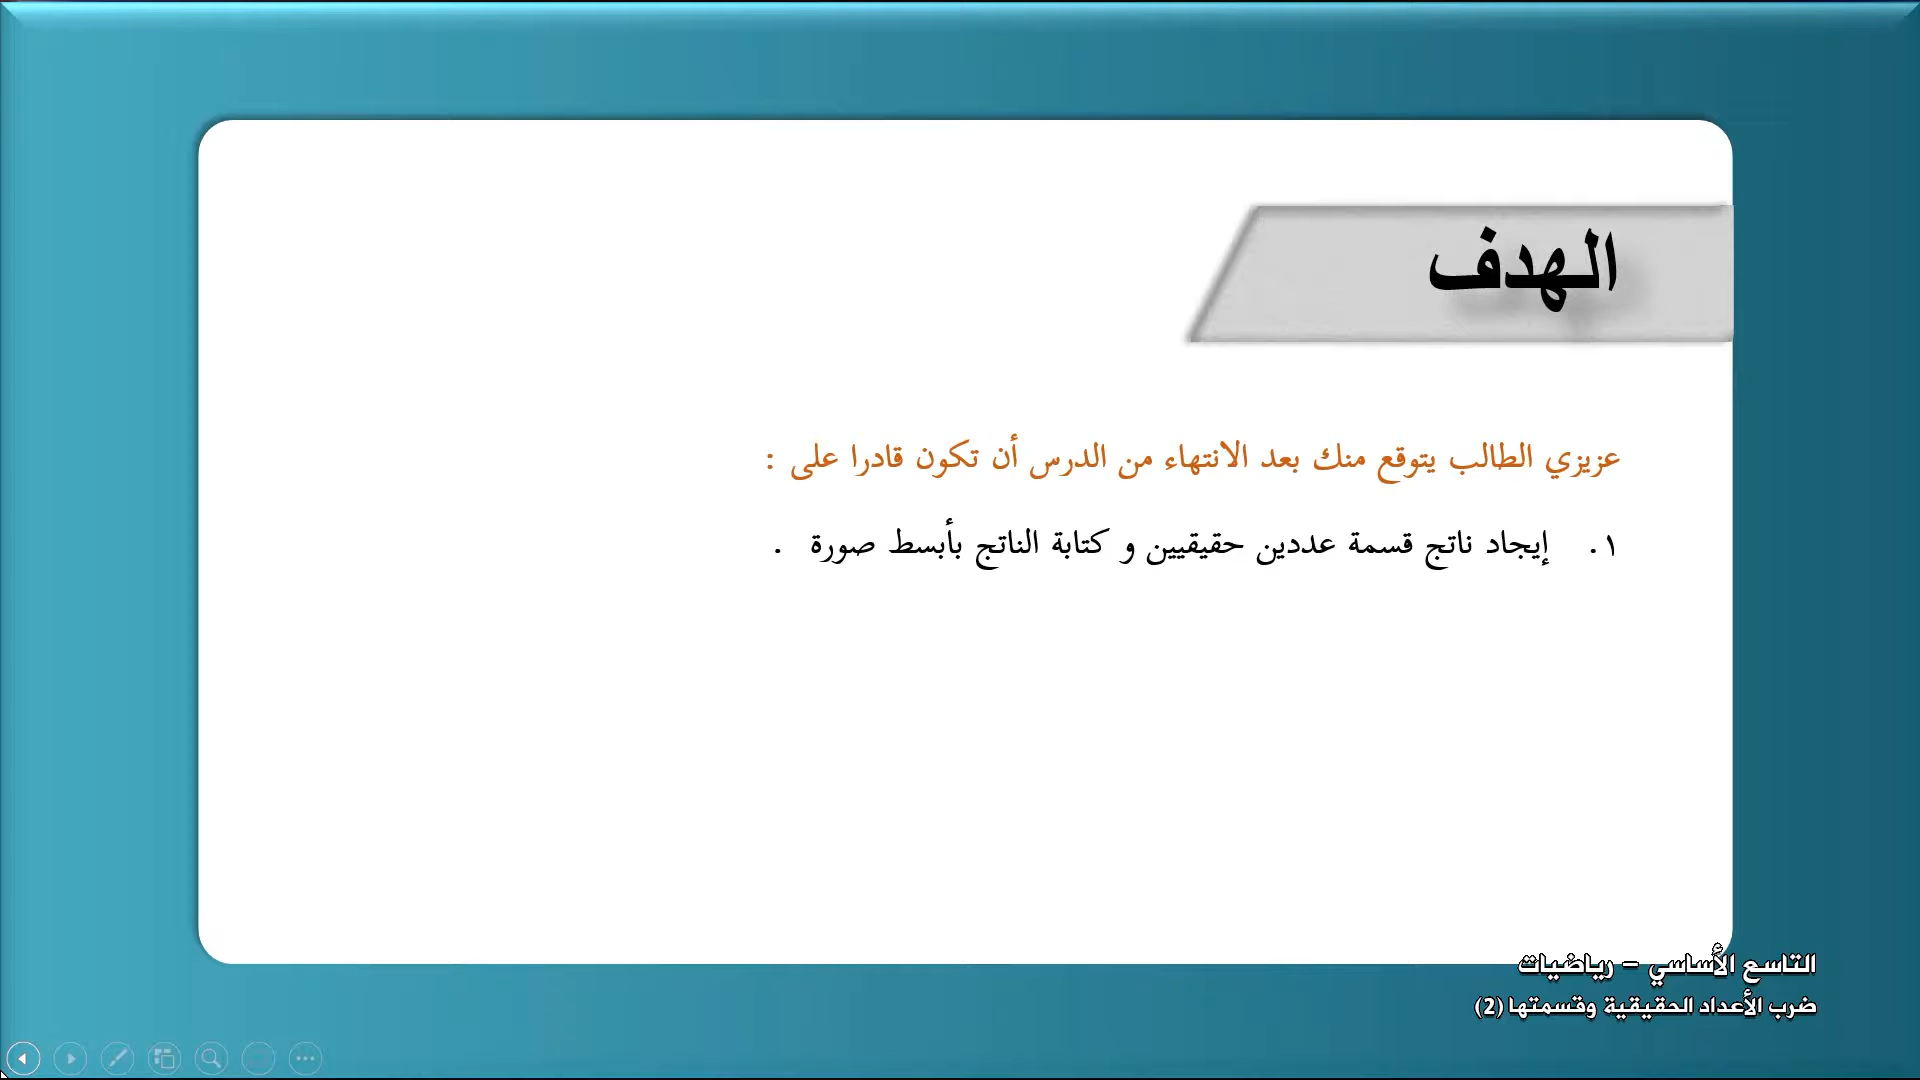 الهدف
عزيزي الطالب يتوقع منك بعد الانتهاء من الدرس أن تكون قادرا على :
١. إيجاد ناتج قسمة عددين حقيقيين و كتابة الناتج بأبسط صورة .
التاسع الأساسي - رياضيات
ضرب الأعداد الحقيقية وقسمتها (2)